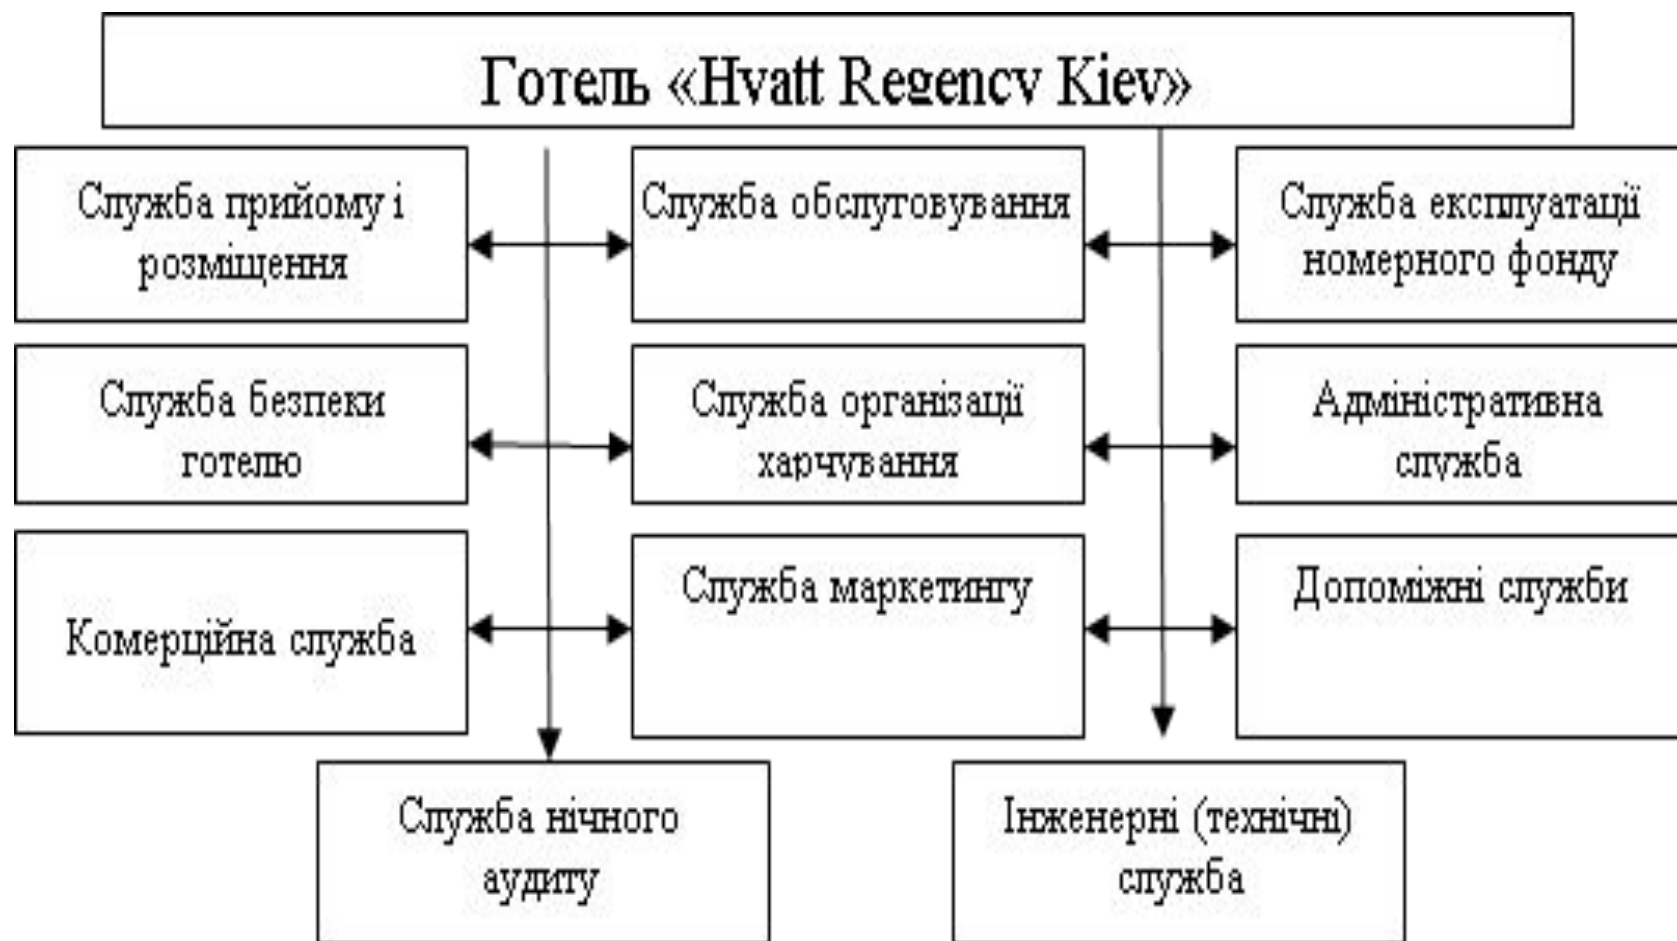 Готель «Hyatt Regency Kiev»
Служба прийому і
розміщення
Служба обслуговування
Служба експлуатації
номерного фонду
Служба безпеки
готелю
Служба організації
харчування
Адміністративна
служба
Комерційна служба
Служба маркетингу
Допоміжні служби
Служба нічного
аудиту
Інженерні (технічні)
служба